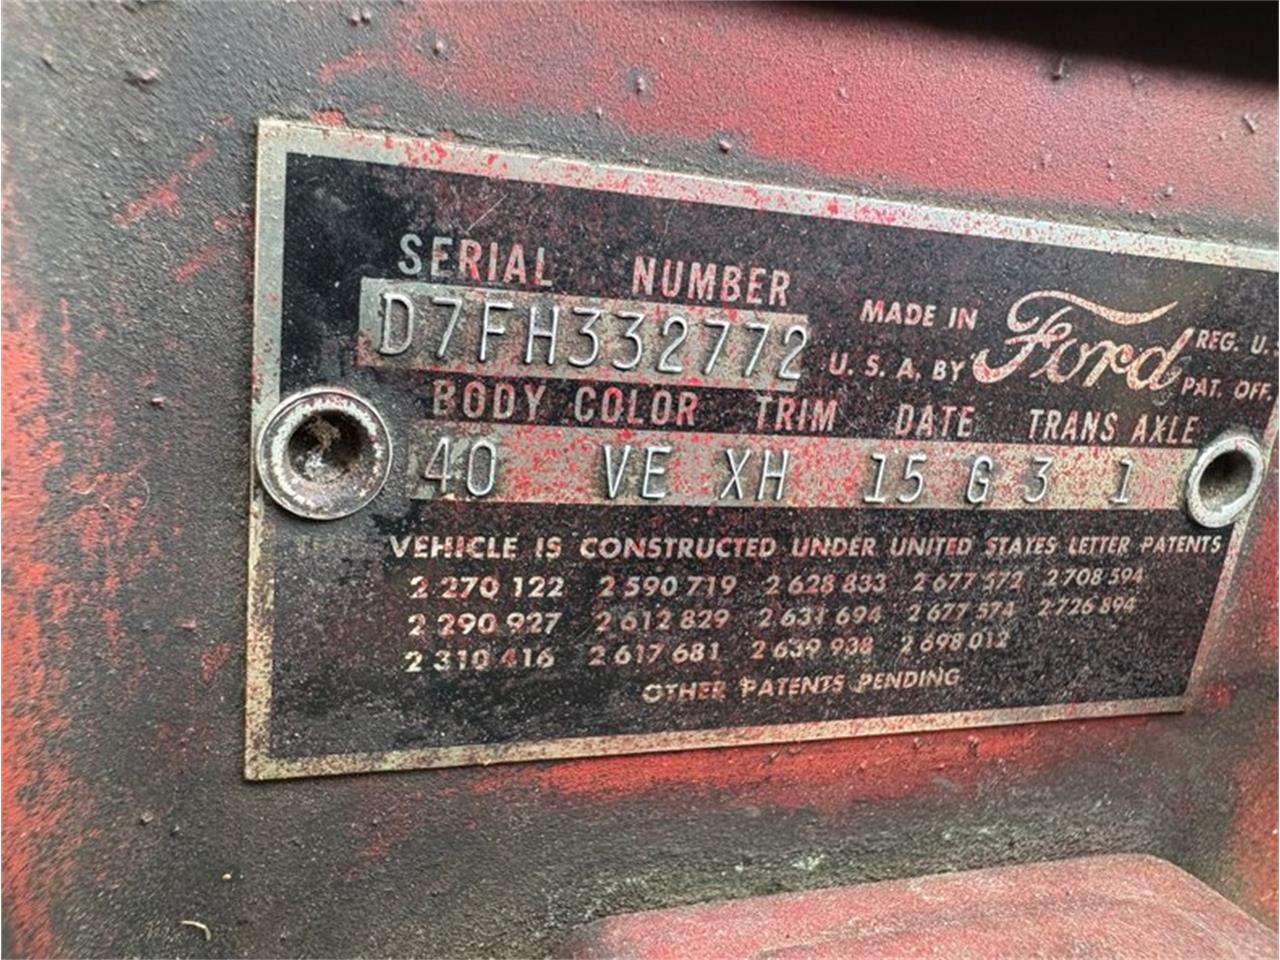 SERIAL NUMBER
D7FH332772
MADE IN
U. S. A. BY
Ford
REG. U.
PAT. OFF.
BODY COLOR TRIM DATE TRANS AXLE
40 VE XH 15 G 3 1
THIS VEHICLE IS CONSTRUCTED UNDER UNITED STATES LETTER PATENTS
2 270 122 2 590 719 2 628 833 2 677 572 2 708 594
2 290 927 2 612 829 2 631 694 2 677 574 2 726 894
2 310 416 2 617 681 2 639 938 2 698 012
OTHER PATENTS PENDING